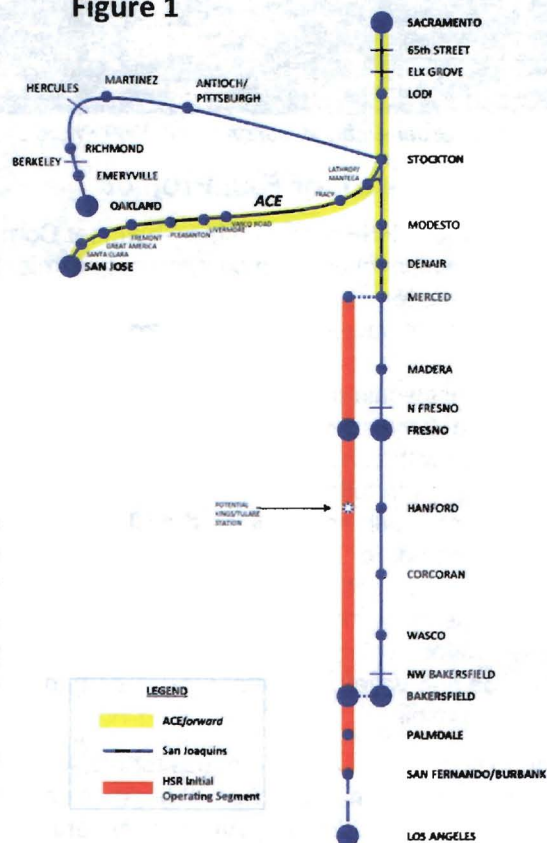 Figure 1
SACRAMENTO
65th STREET
ELK GROVE
LODI
MARTINEZ
ANTIOCH/
PITTSBURGH
HERCULES
RICHMOND
BERKELEY
EMERYVILLE
OAKLAND
STOCKTON
LATHROP/
MANTECA
TRACY
ACE
VASCO ROAD
LIVERMORE
PLEASANTON
FREMONT
GREAT AMERICA
SANTA CLARA
SAN JOSE
MODESTO
DENAIR
MERCED
MADERA
N FRESNO
FRESNO
POTENTIAL
KINGS/TULARE
STATION
HANFORD
CORCORAN
WASCO
NW BAKERSFIELD
BAKERSFIELD
PALMDALE
SAN FERNANDO/BURBANK
LOS ANGELES
LEGEND
ACEforward
San Joaquins
HSR Initial
Operating Segment